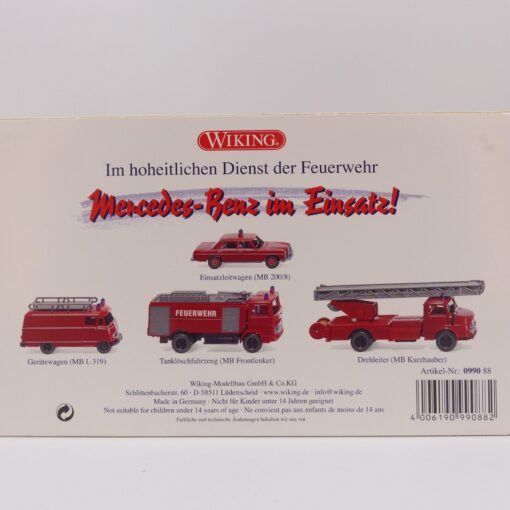 WIKING
Im hoheitlichen Dienst der Feuerwehr
Mercedes-Benz im Einsatz!
Einsatzleitwagen (MB 200/8)
FEUERWEHR
Gerätewagen (MB L 319)
Tanklöschfahrzeug (MB Frontlenker)
Drehleiter (MB Kurzhauber)
Artikel-Nr.: 0990 88
Wiking-Modellbau GmbH & Co.KG
Schlittenbacherstr. 60 · D-58511 Lüdenscheid · www.wiking.de · info@wiking.de
Made in Germany · Nicht für Kinder unter 14 Jahren geeignet
Not suitable for children under 14 years of age · Ne convient pas aux enfants de moins de 14 ans
Farbliche und technische Änderungen behalten wir uns vor.
4 006190 990882